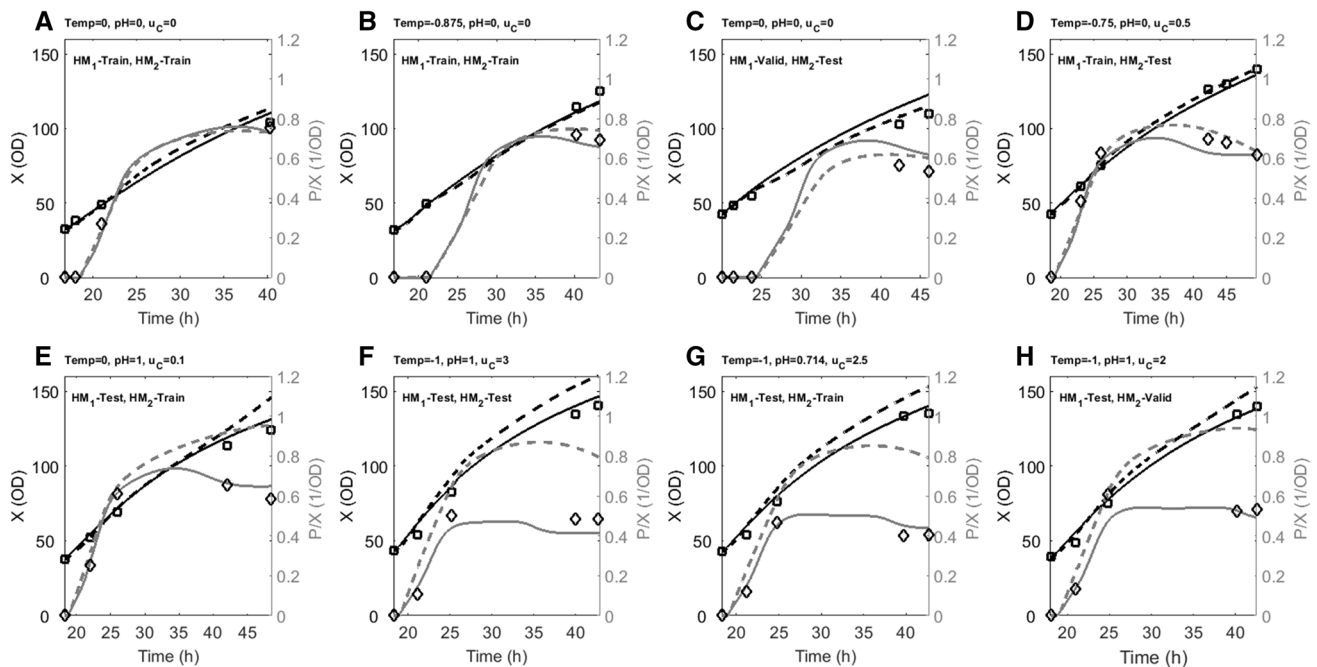 A
Temp=0, pH=0, uC=0
HM1-Train, HM2-Train
X (OD)
150
100
50
0
1.2
1
0.8
0.6
0.4
0.2
0
P/X (1/OD)
20 25 30 35 40
Time (h)
B
Temp=-0.875, pH=0, uC=0
HM1-Train, HM2-Train
X (OD)
150
100
50
0
1.2
1
0.8
0.6
0.4
0.2
0
P/X (1/OD)
20 25 30 35 40
Time (h)
C
Temp=0, pH=0, uC=0
HM1-Valid, HM2-Test
X (OD)
150
100
50
0
1.2
1
0.8
0.6
0.4
0.2
0
P/X (1/OD)
25 30 35 40 45
Time (h)
D
Temp=-0.75, pH=0, uC=0.5
HM1-Train, HM2-Test
X (OD)
150
100
50
0
1.2
1
0.8
0.6
0.4
0.2
0
P/X (1/OD)
20 25 30 35 40 45
Time (h)
E
Temp=0, pH=1, uC=0.1
HM1-Test, HM2-Train
X (OD)
150
100
50
0
1.2
1
0.8
0.6
0.4
0.2
0
P/X (1/OD)
20 25 30 35 40 45
Time (h)
F
Temp=-1, pH=1, uC=3
HM1-Test, HM2-Test
X (OD)
150
100
50
0
1.2
1
0.8
0.6
0.4
0.2
0
P/X (1/OD)
20 25 30 35 40
Time (h)
G
Temp=-1, pH=0.714, uC=2.5
HM1-Test, HM2-Train
X (OD)
150
100
50
0
1.2
1
0.8
0.6
0.4
0.2
0
P/X (1/OD)
20 25 30 35 40
Time (h)
H
Temp=-1, pH=1, uC=2
HM1-Test, HM2-Valid
X (OD)
150
100
50
0
1.2
1
0.8
0.6
0.4
0.2
0
P/X (1/OD)
20 25 30 35 40
Time (h)